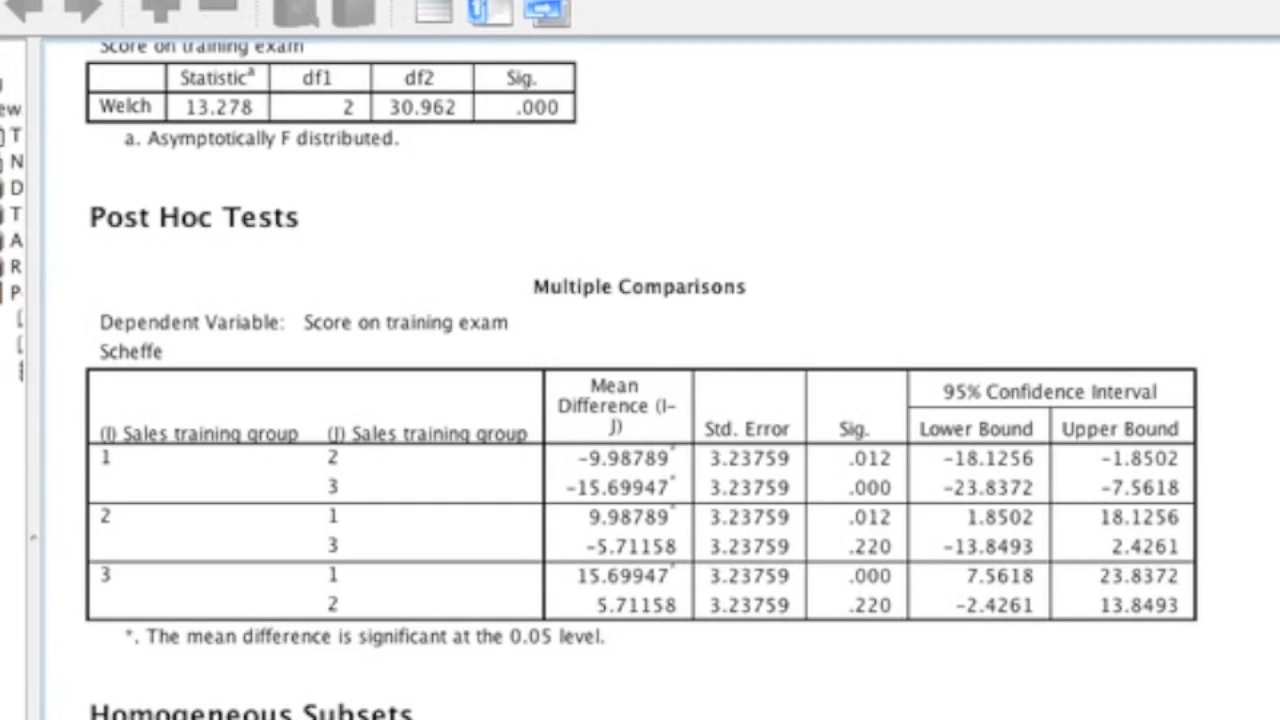 Score on training exam
Statistica df1 df2 Sig.
Welch 13.278 2 30.962 .000
a. Asymptotically F distributed.
ew
T
N
D
T
A
R
P
Post Hoc Tests
Multiple Comparisons
Dependent Variable: Score on training exam
Scheffe
(I) Sales training group (J) Sales training group Mean Difference (I-J) Std. Error Sig. 95% Confidence Interval
Lower Bound Upper Bound
1 2 -9.98789* 3.23759 .012 -18.1256 -1.8502
3 -15.69947* 3.23759 .000 -23.8372 -7.5618
2 1 9.98789* 3.23759 .012 1.8502 18.1256
3 -5.71158 3.23759 .220 -13.8493 2.4261
3 1 15.69947* 3.23759 .000 7.5618 23.8372
2 5.71158 3.23759 .220 -2.4261 13.8493
*. The mean difference is significant at the 0.05 level.
Homogeneous Subsets